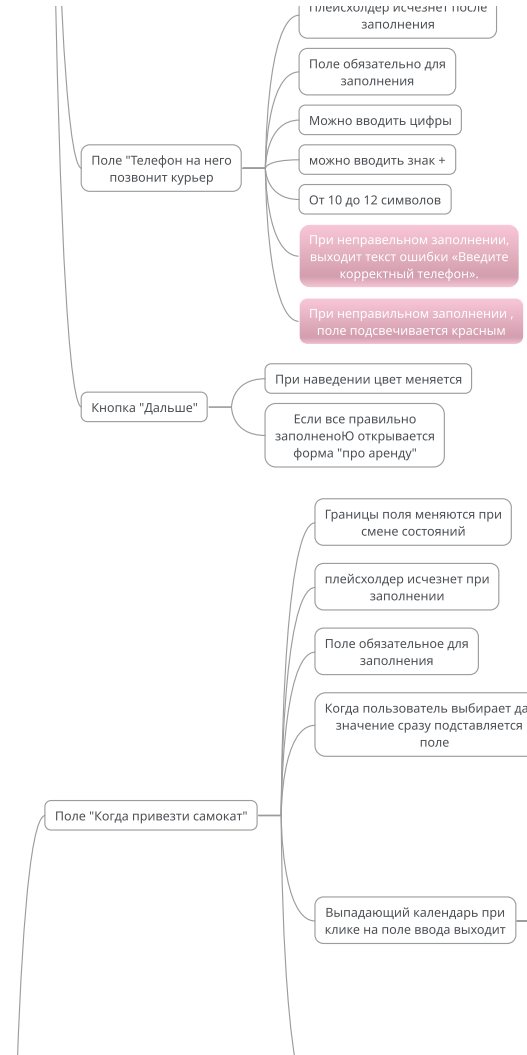 Плейсхолдер исчезнет после
заполнения
Поле обязательно для
заполнения
Можно вводить цифры
можно вводить знак +
Поле "Телефон на него
позвонит курьер
От 10 до 12 символов
При неправельном заполнении,
выходит текст ошибки «Введите
корректный телефон».
При неправильном заполнении ,
поле подсвечивается красным
При наведении цвет меняется
Кнопка "Дальше"
Если все правильно
заполненоЮ открывается
форма "про аренду"
Границы поля меняются при
смене состояний
плейсхолдер исчезнет при
заполнении
Поле обязательное для
заполнения
Когда пользователь выбирает
значение сразу подставляется
поле
Поле "Когда привезти самокат"
Выпадающий календарь при
клике на поле ввода выходит